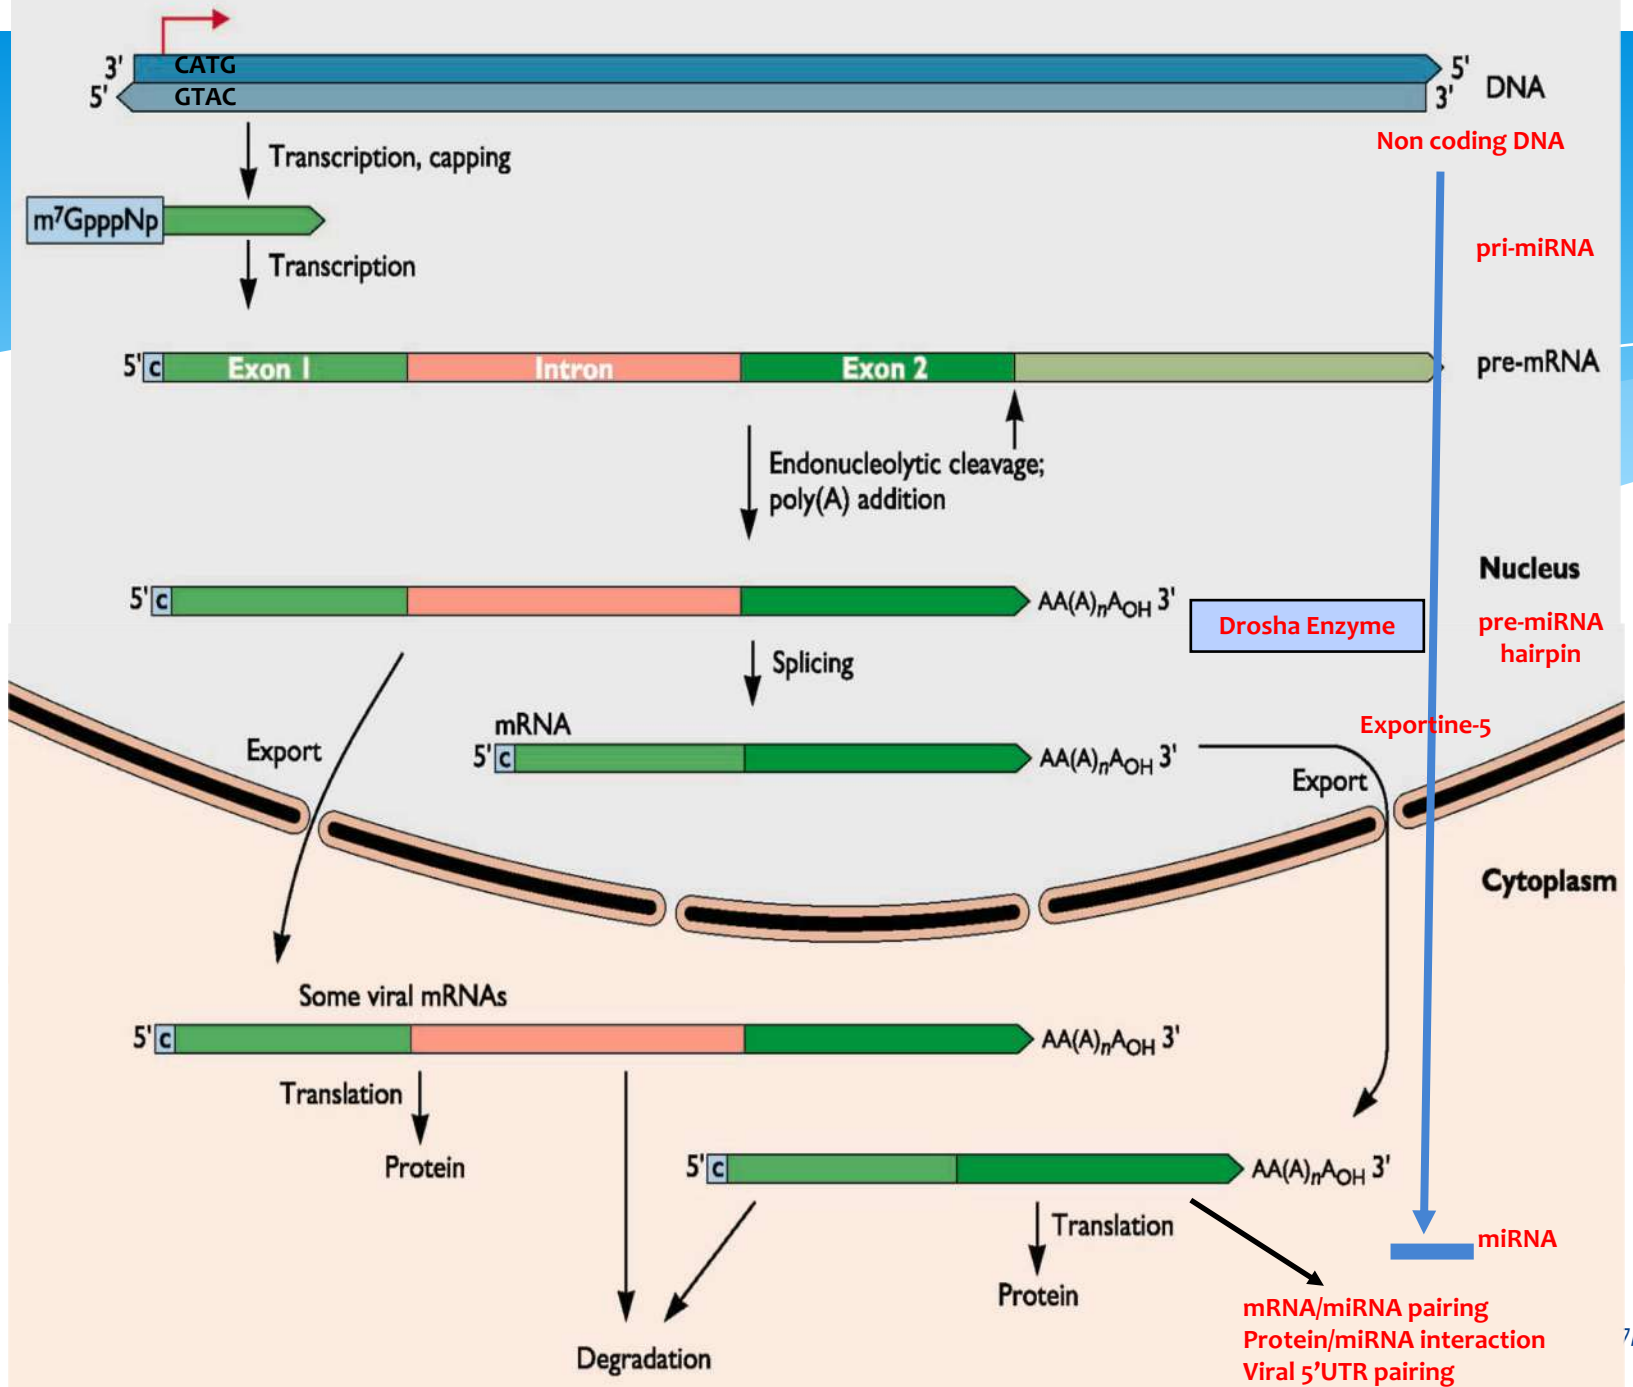 3' CATG 5'
5' GTAC 3'
DNA
Non coding DNA
Transcription, capping
m⁷GpppNp
pri-miRNA
Transcription
5' c Exon 1 Intron Exon 2
pre-mRNA
Endonucleolytic cleavage;
poly(A) addition
Nucleus
5' c AA(A)nAOH 3'
Drosha Enzyme
pre-miRNA
hairpin
Splicing
mRNA
Exportine-5
Export
5' c AA(A)nAOH 3'
Export
Cytoplasm
Some viral mRNAs
5' c AA(A)nAOH 3'
Translation
Protein
5' c AA(A)nAOH 3'
Translation
miRNA
Protein
mRNA/miRNA pairing
Protein/miRNA interaction
Viral 5’UTR pairing
Degradation